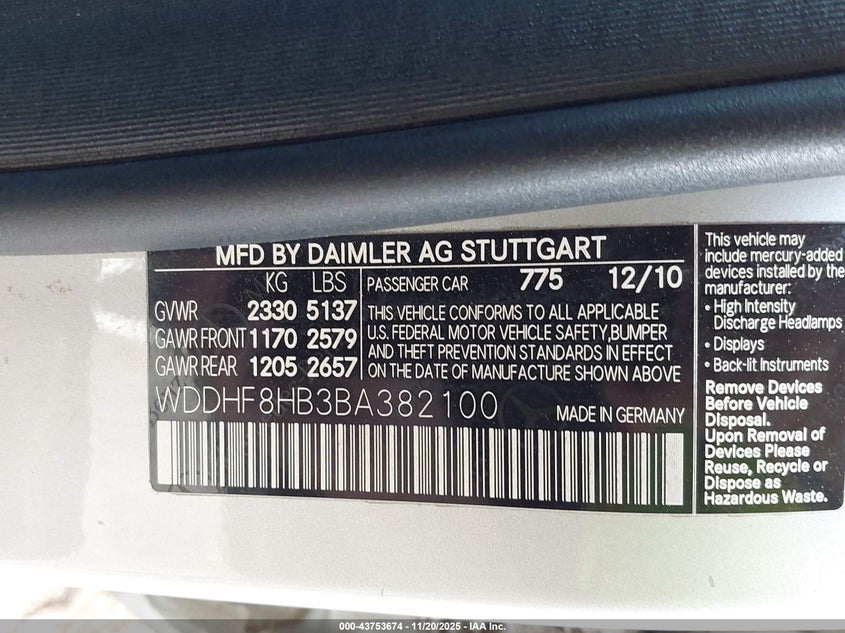 MFD BY DAIMLER AG STUTTGART
KG LBS
GVWR 2330 5137
GAWR FRONT 1170 2579
GAWR REAR 1205 2657
PASSENGER CAR 775 12/10
THIS VEHICLE CONFORMS TO ALL APPLICABLE
U.S. FEDERAL MOTOR VEHICLE SAFETY,BUMPER
AND THEFT PREVENTION STANDARDS IN EFFECT
ON THE DATE OF MANUFACTURE SHOWN ABOVE
WDDHF8HB3BA382100
MADE IN GERMANY
This vehicle may
include mercury-added
devices installed by the
manufacturer:
• High Intensity
Discharge Headlamps
• Displays
• Back-lit Instruments
Remove Devices
Before Vehicle
Disposal.
Upon Removal of
Devices Please
Reuse, Recycle or
Dispose as
Hazardous Waste.
000-43753674 - 11/20/2025 - IAA Inc.